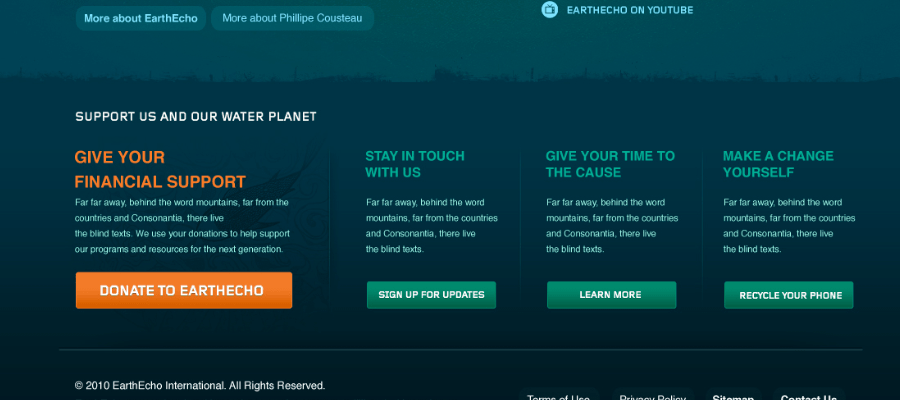 More about EarthEcho
More about Phillipe Cousteau
EARTHECHO ON YOUTUBE
SUPPORT US AND OUR WATER PLANET
GIVE YOUR
FINANCIAL SUPPORT
Far far away, behind the word mountains, far from the
countries and Consonantia, there live
the blind texts. We use your donations to help support
our programs and resources for the next generation.
DONATE TO EARTHECHO
STAY IN TOUCH
WITH US
Far far away, behind the word
mountains, far from the countries
and Consonantia, there live
the blind texts.
SIGN UP FOR UPDATES
GIVE YOUR TIME TO
THE CAUSE
Far far away, behind the word
mountains, far from the countries
and Consonantia, there live
the blind texts.
LEARN MORE
MAKE A CHANGE
YOURSELF
Far far away, behind the word
mountains, far from the countries
and Consonantia, there live
the blind texts.
RECYCLE YOUR PHONE
© 2010 EarthEcho International. All Rights Reserved.
Terms of Use
Privacy Policy
Sitemap
Contact Us